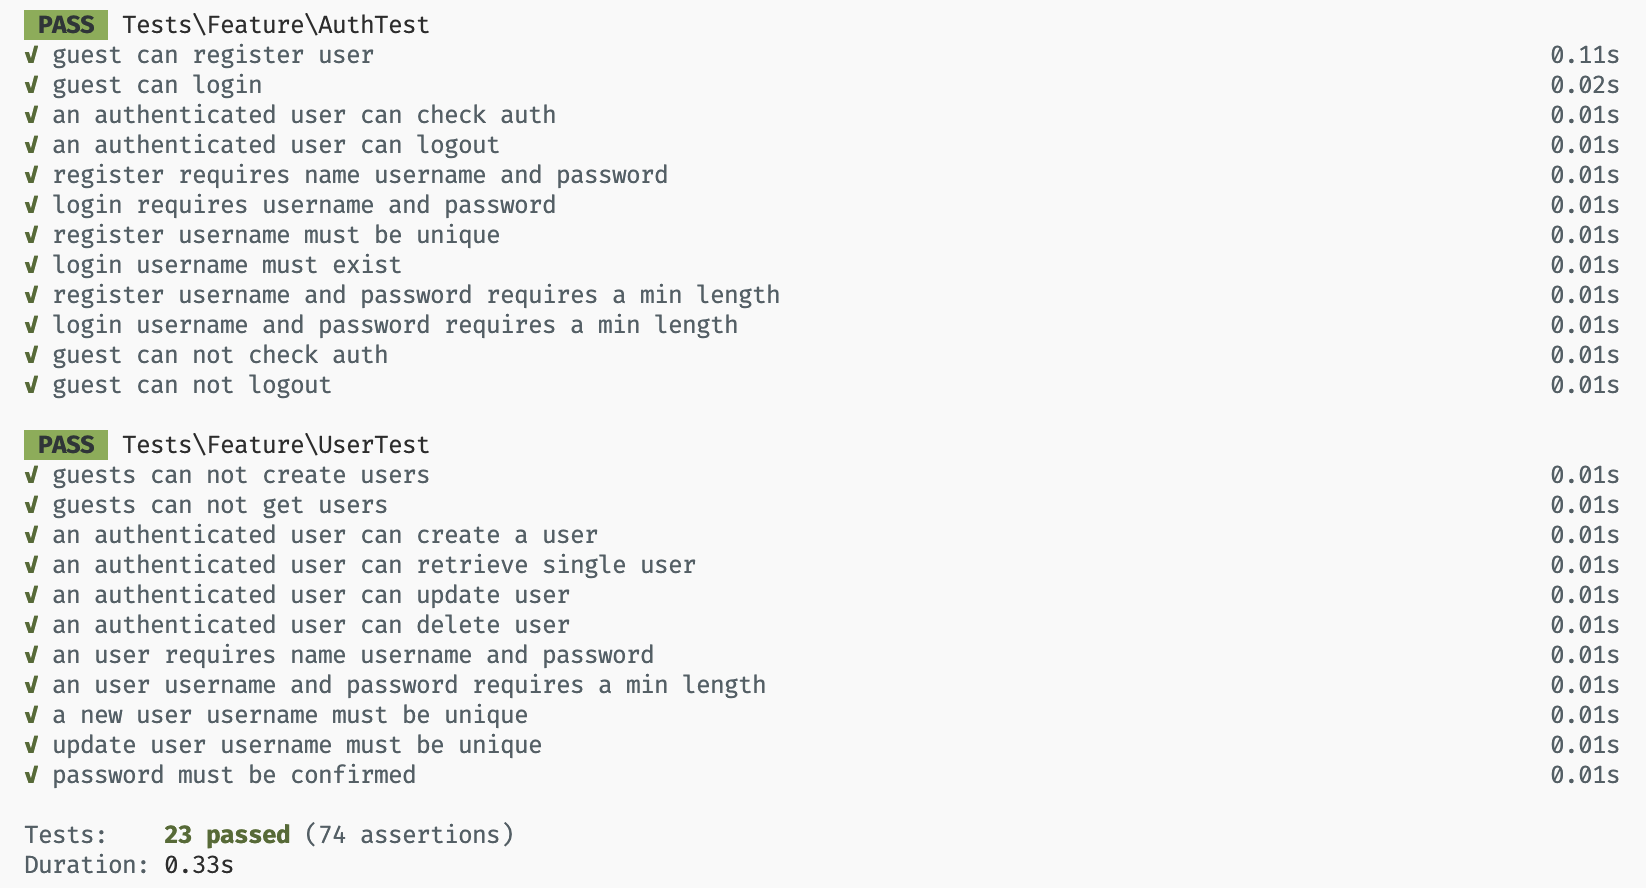 PASS Tests\Feature\AuthTest
✓ guest can register user 0.11s
✓ guest can login 0.02s
✓ an authenticated user can check auth 0.01s
✓ an authenticated user can logout 0.01s
✓ register requires name username and password 0.01s
✓ login requires username and password 0.01s
✓ register username must be unique 0.01s
✓ login username must exist 0.01s
✓ register username and password requires a min length 0.01s
✓ login username and password requires a min length 0.01s
✓ guest can not check auth 0.01s
✓ guest can not logout 0.01s
PASS Tests\Feature\UserTest
✓ guests can not create users 0.01s
✓ guests can not get users 0.01s
✓ an authenticated user can create a user 0.01s
✓ an authenticated user can retrieve single user 0.01s
✓ an authenticated user can update user 0.01s
✓ an authenticated user can delete user 0.01s
✓ an user requires name username and password 0.01s
✓ an user username and password requires a min length 0.01s
✓ a new user username must be unique 0.01s
✓ update user username must be unique 0.01s
✓ password must be confirmed 0.01s
Tests: 23 passed (74 assertions)
Duration: 0.33s